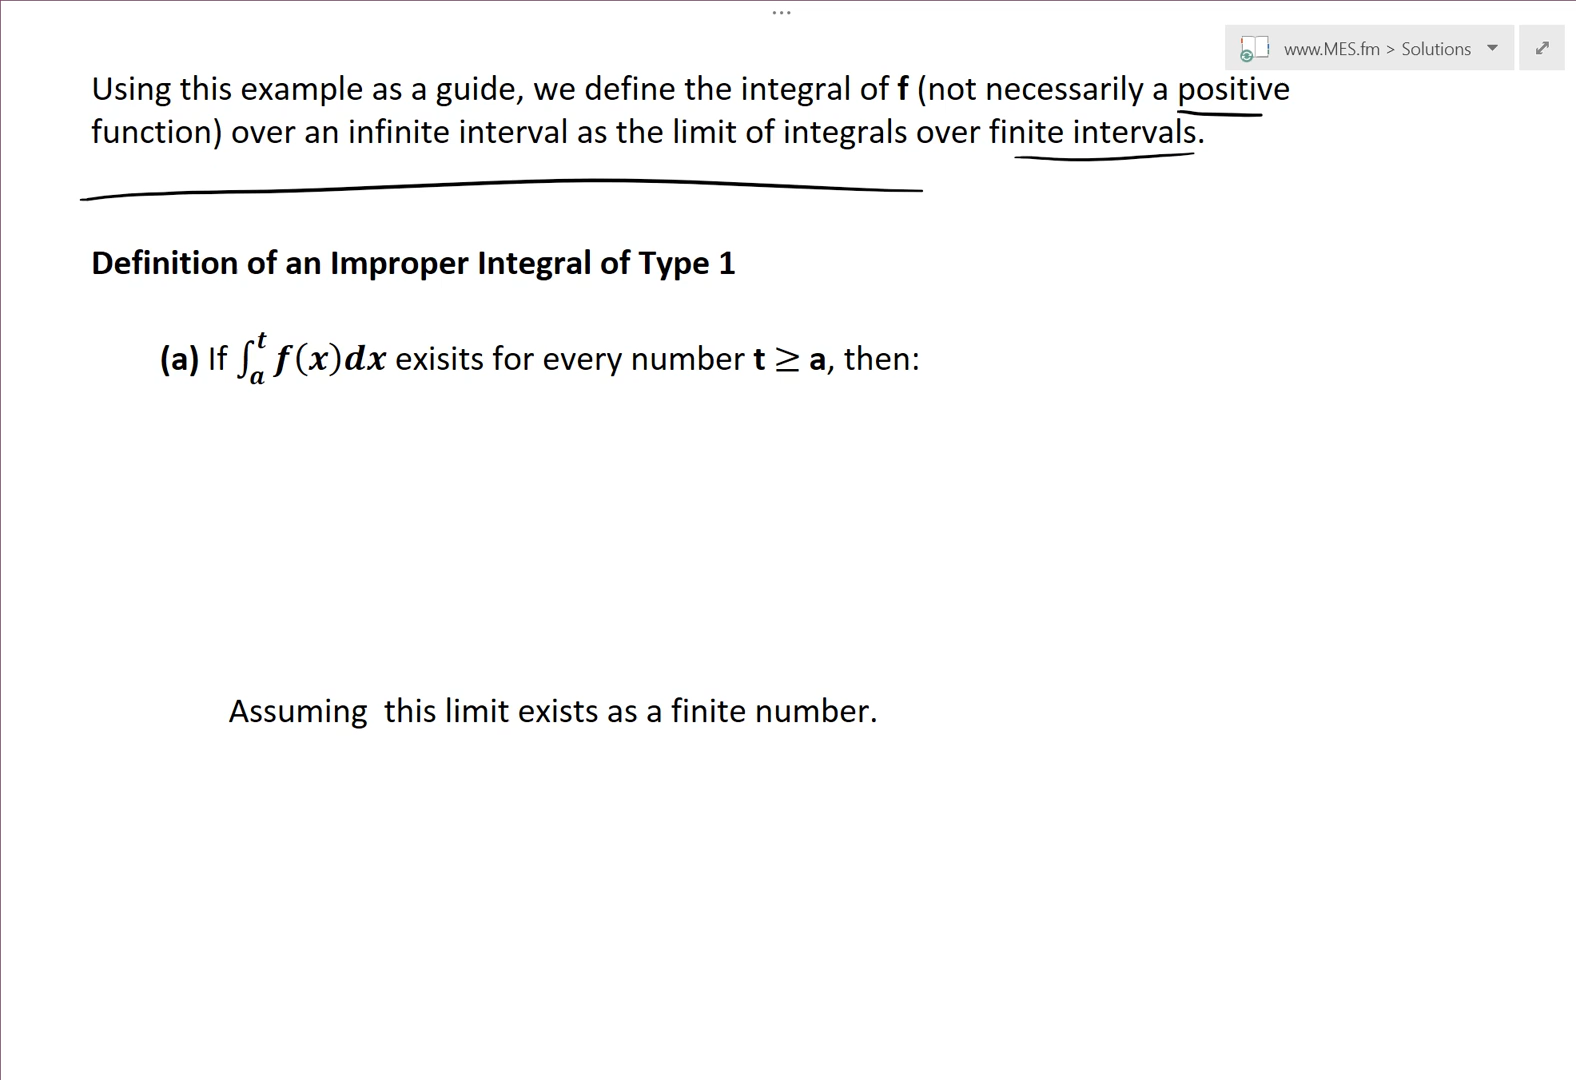 www.MES.fm > Solutions
Using this example as a guide, we define the integral of f (not necessarily a positive
function) over an infinite interval as the limit of integrals over finite intervals.
Definition of an Improper Integral of Type 1
(a) If ∫ₐᵗ f(x)dx exisits for every number t ≥ a, then:
Assuming this limit exists as a finite number.